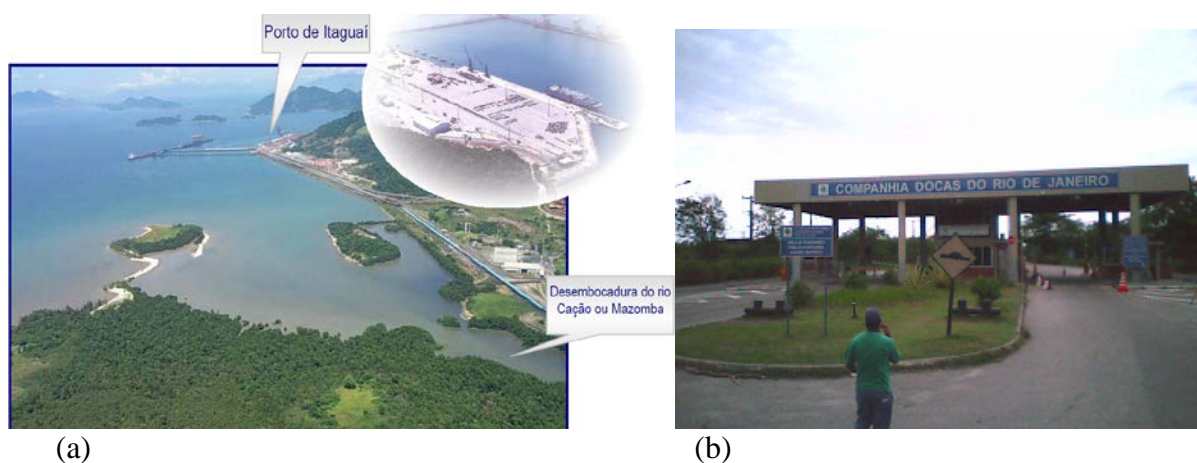 Porto de Itaguaí
Desembocadura do rio
Cação ou Mazomba
COMPANHIA DOCAS DO RIO DE JANEIRO
(a)
(b)